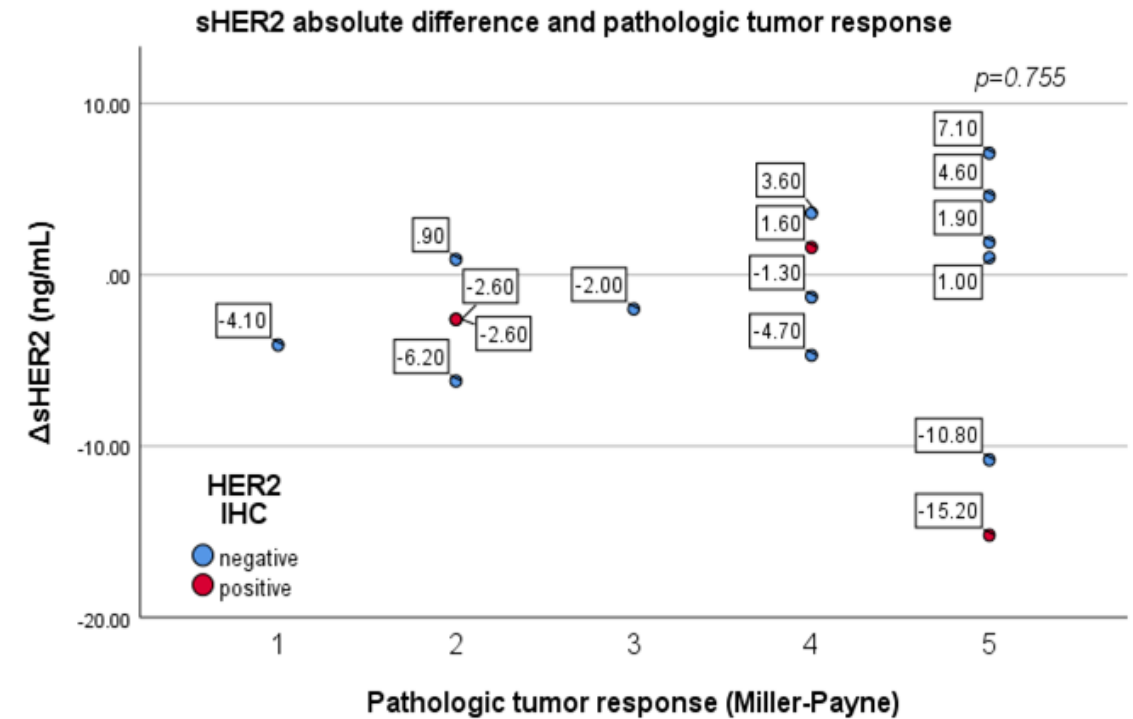 sHER2 absolute difference and pathologic tumor response
p=0.755
10.00
.00
-10.00
-20.00
ΔsHER2 (ng/mL)
-4.10
.90
-2.60
-2.60
-6.20
-2.00
3.60
1.60
-1.30
-4.70
7.10
4.60
1.90
1.00
-10.80
-15.20
HER2
IHC
negative
positive
1 2 3 4 5
Pathologic tumor response (Miller-Payne)